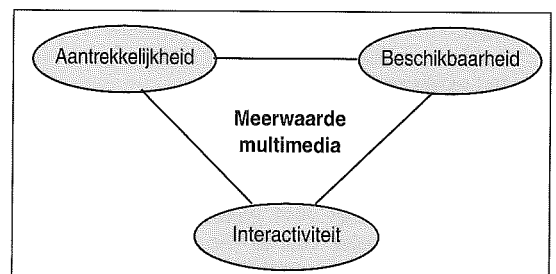 Aantrekkelijkheid
Beschikbaarheid
Meerwaarde
multimedia
Interactiviteit